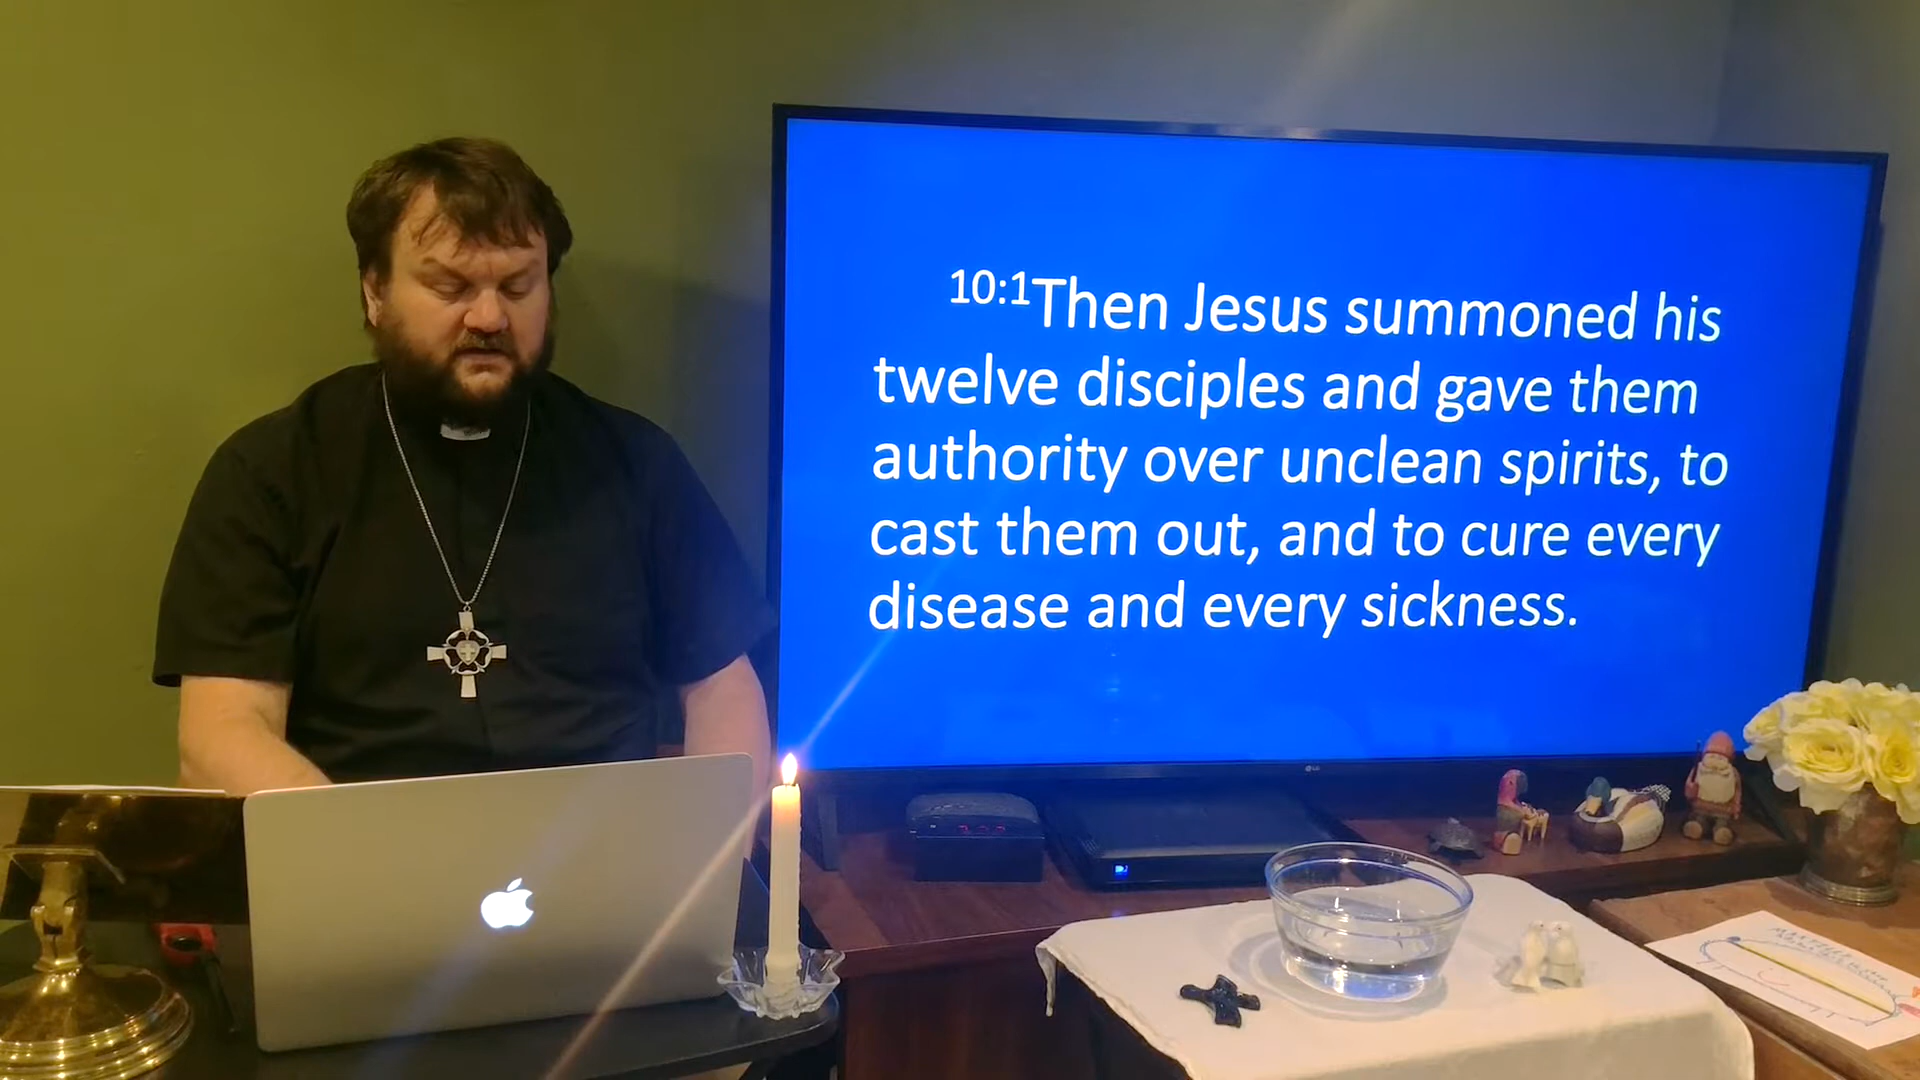 10:1Then Jesus summoned his
twelve disciples and gave them
authority over unclean spirits, to
cast them out, and to cure every
disease and every sickness.
LG